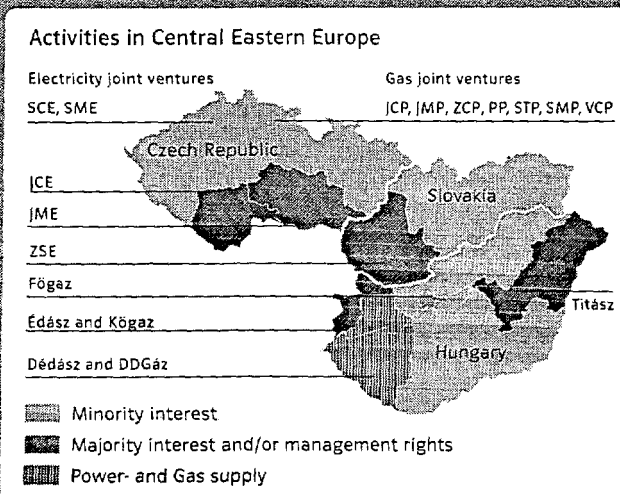 Activities in Central Eastern Europe
Electricity joint ventures
Gas joint ventures
SCE, SME
JCP, JMP, ZCP, PP, STP, SMP, VCP
Czech Republic
JCE
Slovakia
JME
ZSE
Fögaz
Titász
Édász and Kögaz
Hungary
Dédász and DDGáz
Minority interest
Majority interest and/or management rights
Power- and Gas supply